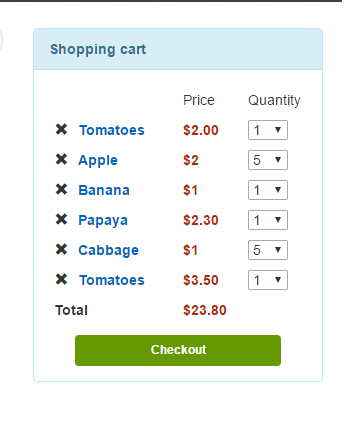 Shopping cart
Price Quantity
✖ Tomatoes $2.00 1
✖ Apple $2 5
✖ Banana $1 1
✖ Papaya $2.30 1
✖ Cabbage $1 5
✖ Tomatoes $3.50 1
Total $23.80
Checkout